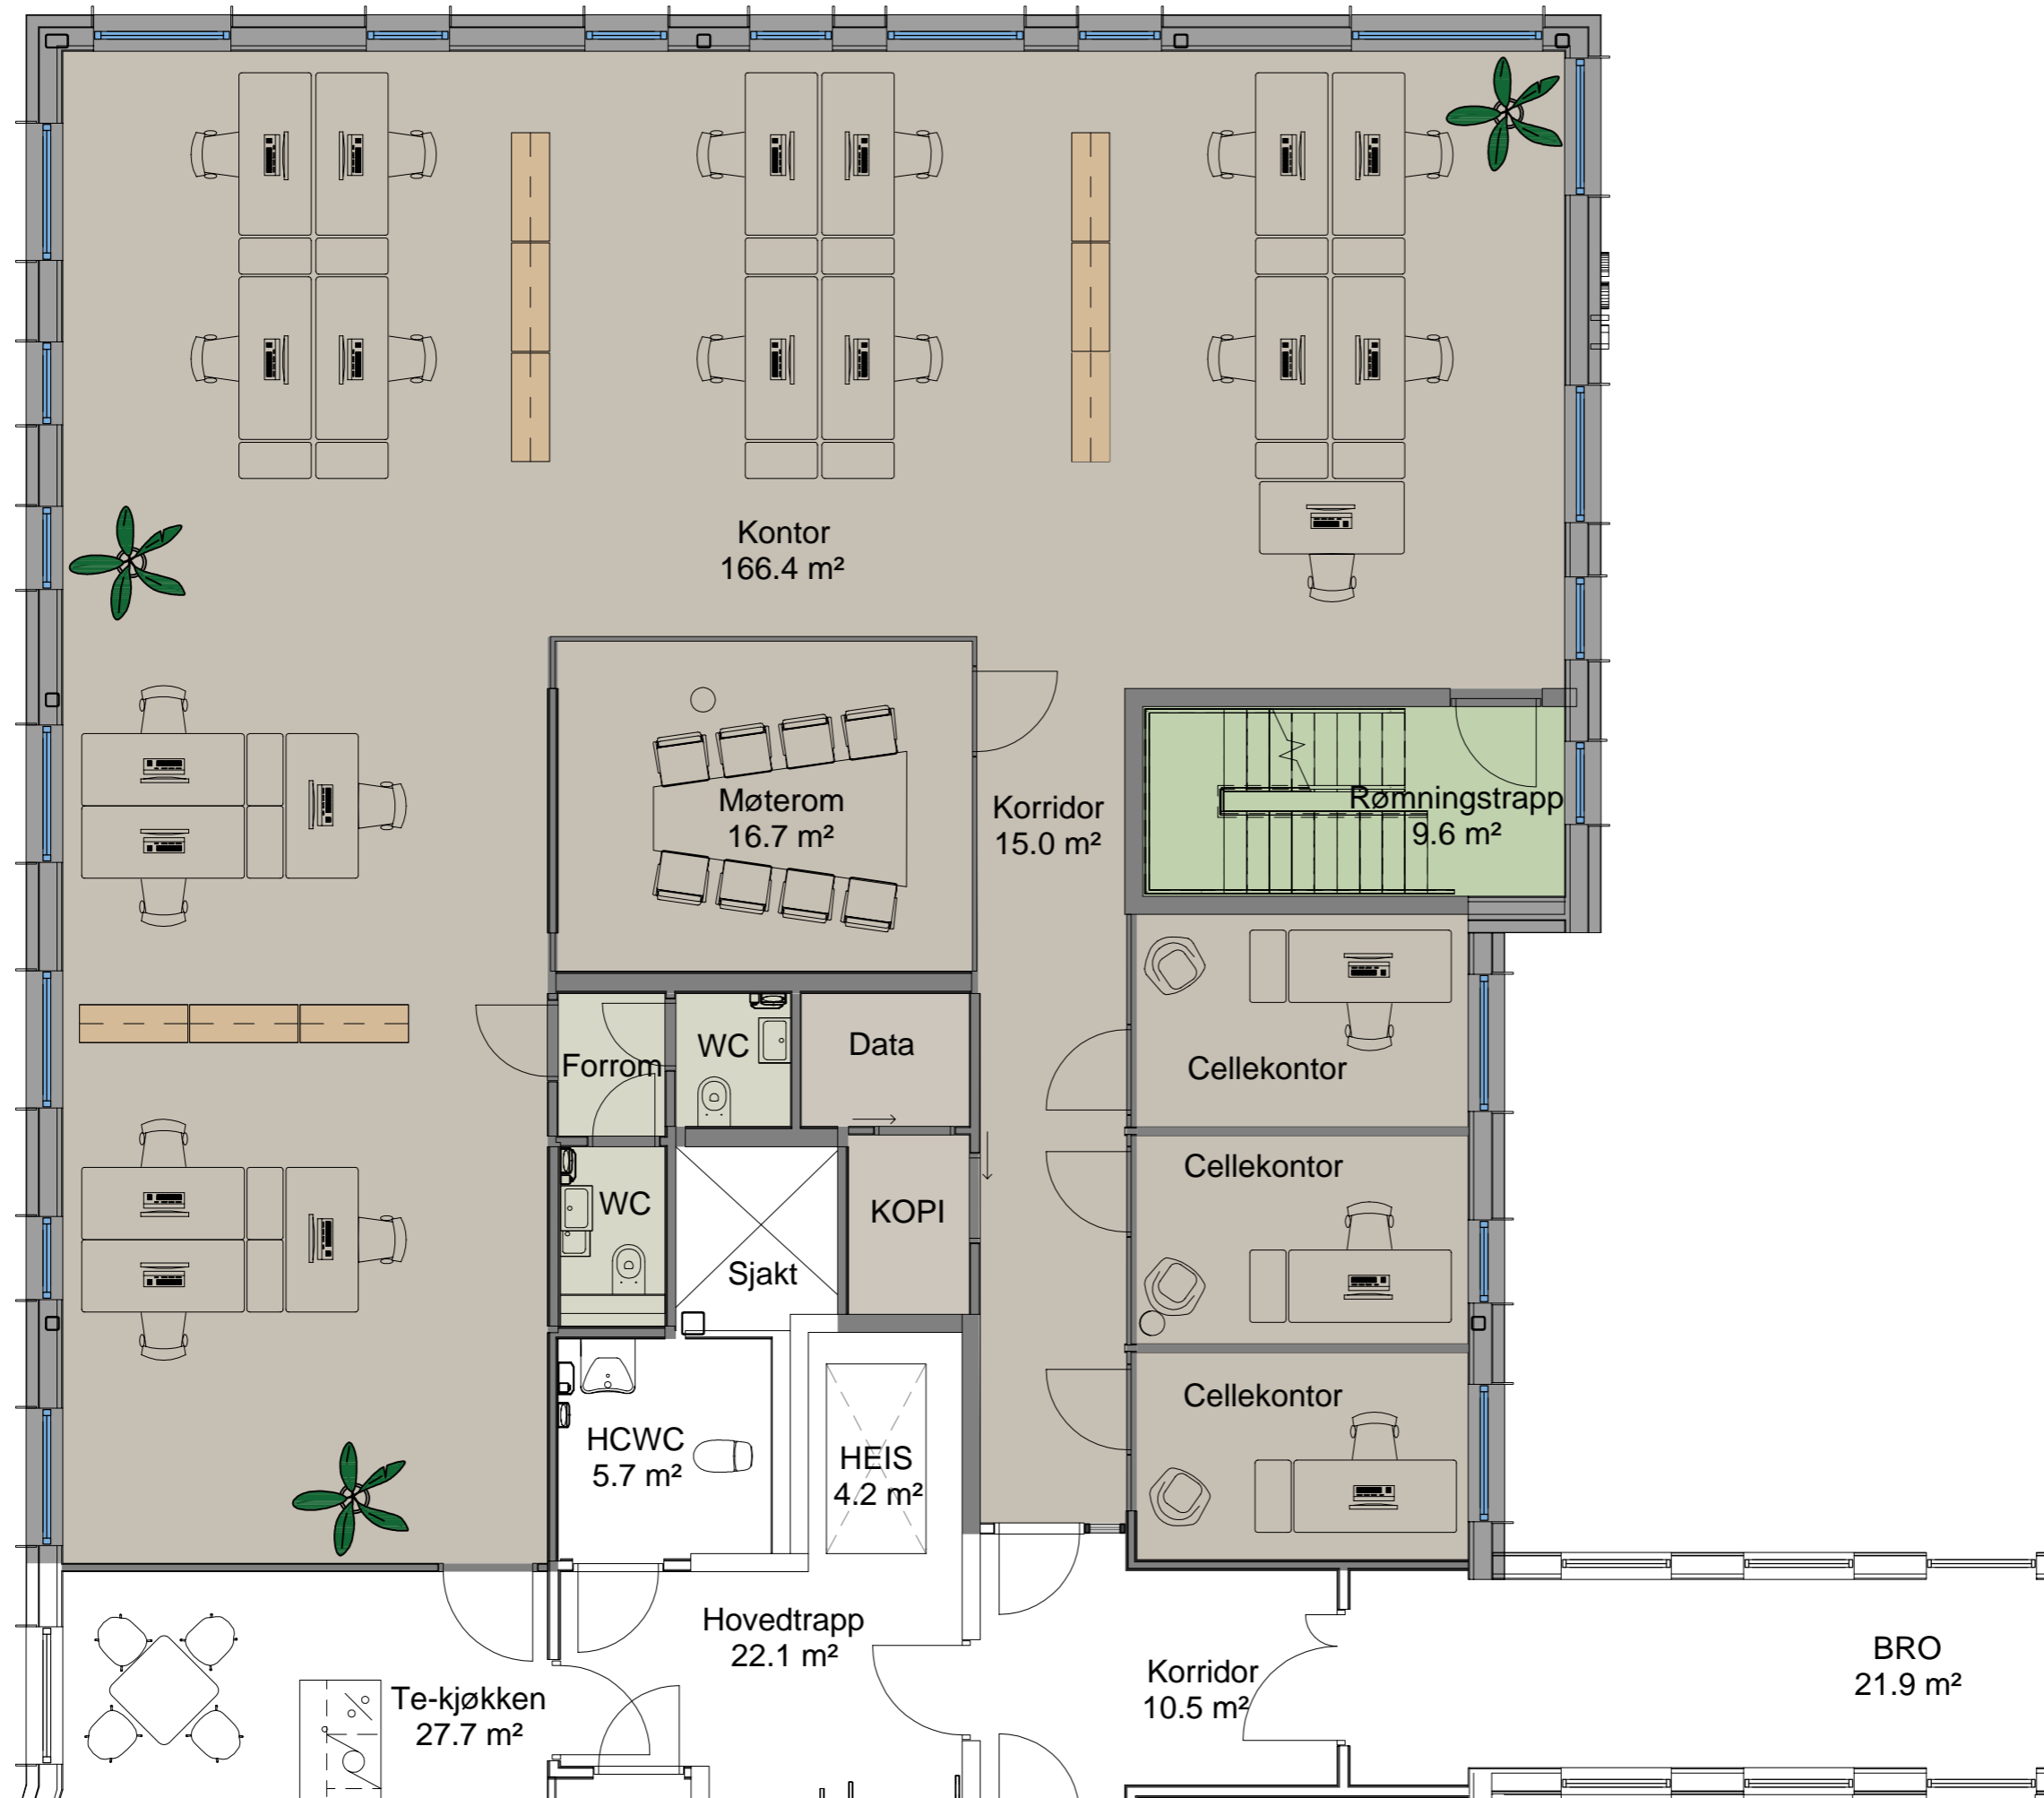 Kontor
166.4 m²
Møterom
16.7 m²
Korridor
15.0 m²
Rømningstrapp
9.6 m²
Forrom
WC
Data
Cellekontor
Cellekontor
WC
KOPI
Sjakt
Cellekontor
HCWC
5.7 m²
HEIS
4.2 m²
Hovedtrapp
22.1 m²
Te-kjøkken
27.7 m²
Korridor
10.5 m²
BRO
21.9 m²